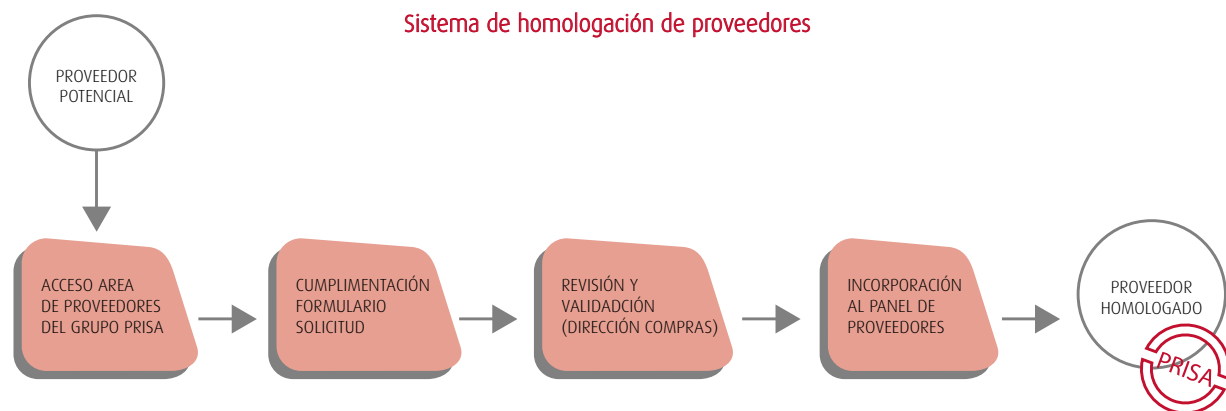 Sistema de homologación de proveedores
PROVEEDOR
POTENCIAL
ACCESO AREA
DE PROVEEDORES
DEL GRUPO PRISA
CUMPLIMENTACIÓN
FORMULARIO
SOLICITUD
REVISIÓN Y
VALIDADCIÓN
(DIRECCIÓN COMPRAS)
INCORPORACIÓN
AL PANEL DE
PROVEEDORES
PROVEEDOR
HOMOLOGADO
PRISA